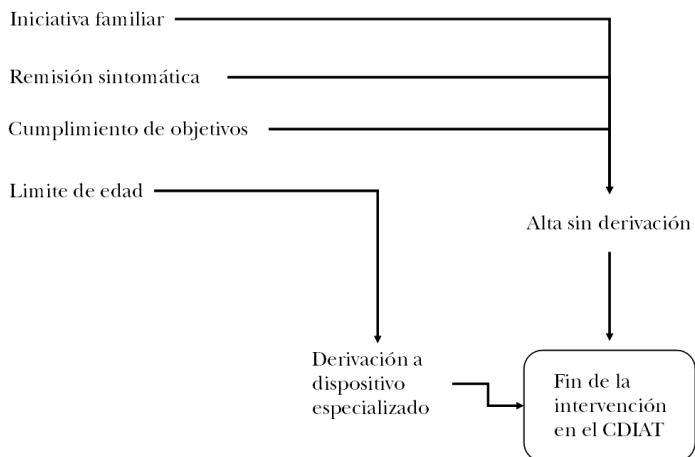 Iniciativa familiar
Remisión sintomática
Cumplimiento de objetivos
Limite de edad
Alta sin derivación
Derivación a
dispositivo
especializado
Fin de la
intervención
en el CDIAT